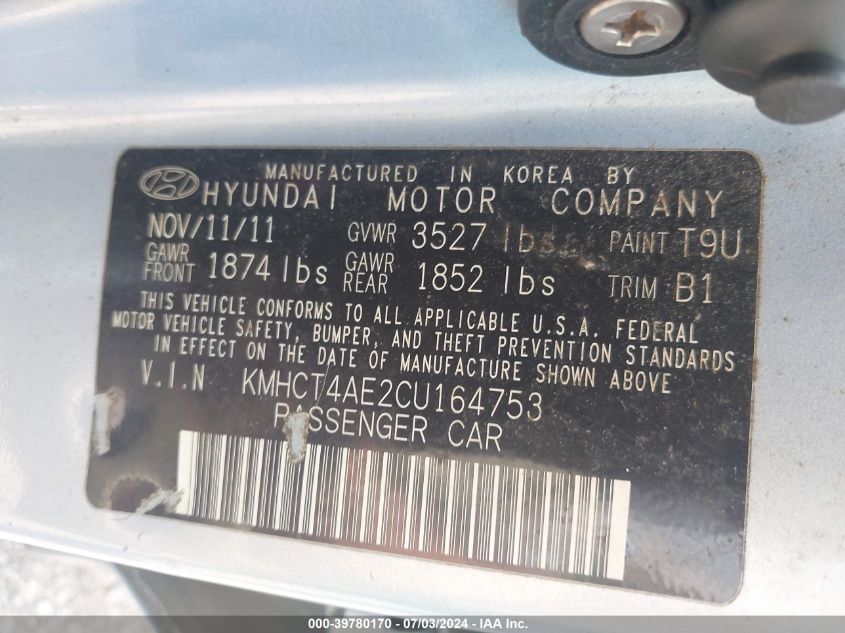 MANUFACTURED IN KOREA BY
HYUNDAI MOTOR COMPANY
NOV/11/11 GVWR 3527 lbs PAINT T9U
GAWR FRONT 1874 lbs GAWR REAR 1852 lbs TRIM B1
THIS VEHICLE CONFORMS TO ALL APPLICABLE U.S.A. FEDERAL
MOTOR VEHICLE SAFETY, BUMPER, AND THEFT PREVENTION STANDARDS
IN EFFECT ON THE DATE OF MANUFACTURE SHOWN ABOVE
V.I.N KMHCT4AE2CU164753
PASSENGER CAR
000-39780170 - 07/03/2024 - IAA Inc.